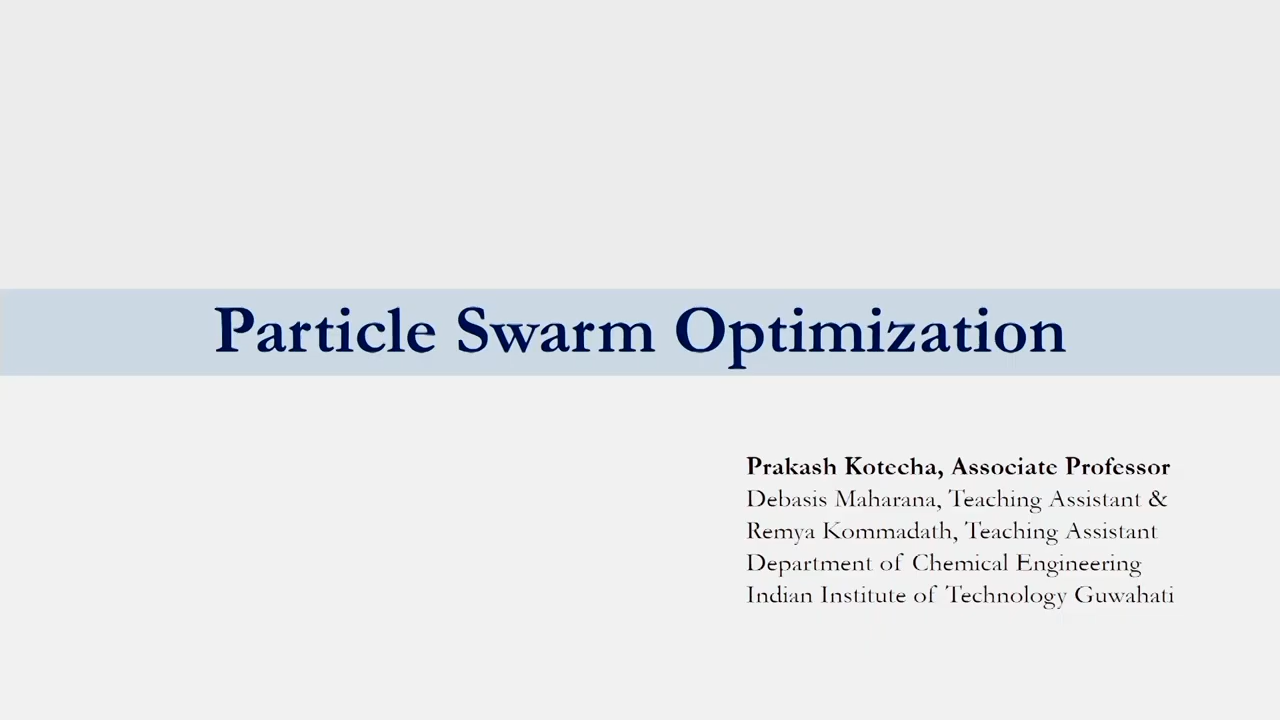 Particle Swarm Optimization
Prakash Kotecha, Associate Professor
Debasis Maharana, Teaching Assistant &
Remya Kommadath, Teaching Assistant
Department of Chemical Engineering
Indian Institute of Technology Guwahati